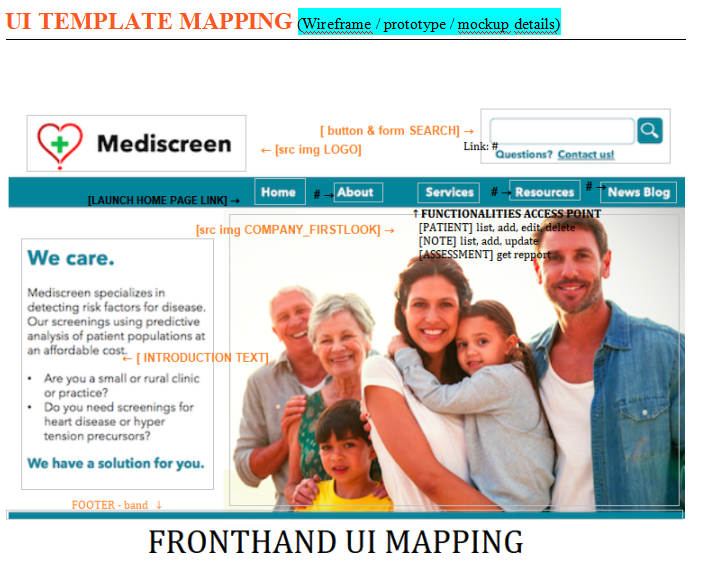 UI TEMPLATE MAPPING (Wireframe / prototype / mockup details)
Mediscreen
← [src img LOGO]
[ button & form SEARCH] →
Link: #
Questions? Contact us!
[LAUNCH HOME PAGE LINK] →
Home
# →
About
Services
# →
Resources
# →
News Blog
[src img COMPANY_FIRSTLOOK] →
↑ FUNCTIONALITIES ACCESS POINT
[PATIENT] list, add, edit, delete
[NOTE] list, add, update
[ASSESSMENT] get repport
We care.
Mediscreen specializes in
detecting risk factors for disease.
Our screenings using predictive
analysis of patient populations at
an affordable cost.
← [ INTRODUCTION TEXT]
• Are you a small or rural clinic
or practice?
• Do you need screenings for
heart disease or hyper
tension precursors?
We have a solution for you.
FOOTER - band ↓
FRONTHAND UI MAPPING